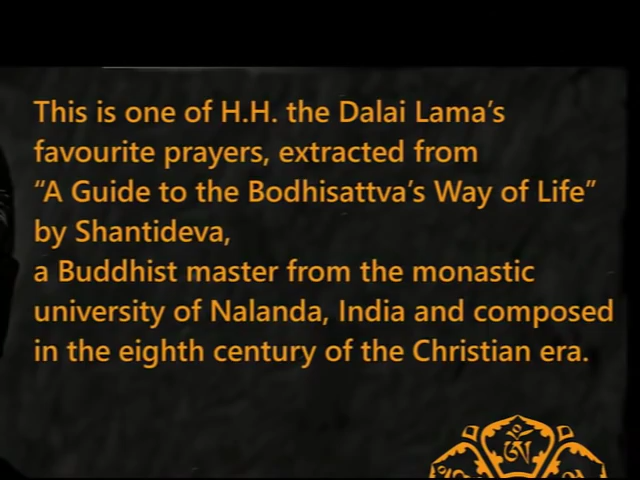 This is one of H.H. the Dalai Lama’s
favourite prayers, extracted from
“A Guide to the Bodhisattva’s Way of Life”
by Shantideva,
a Buddhist master from the monastic
university of Nalanda, India and composed
in the eighth century of the Christian era.